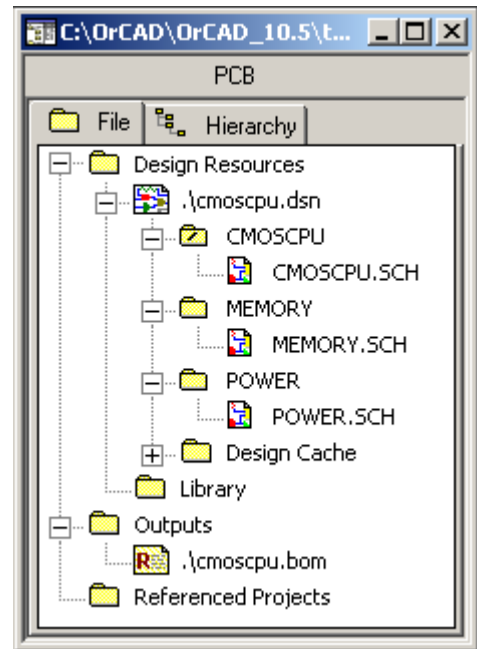 C:\OrCAD\OrCAD_10.5\t...
PCB
File Hierarchy
Design Resources
.\cmoscpu.dsn
CMOSCPU
CMOSCPU.SCH
MEMORY
MEMORY.SCH
POWER
POWER.SCH
Design Cache
Library
Outputs
.\cmoscpu.bom
Referenced Projects